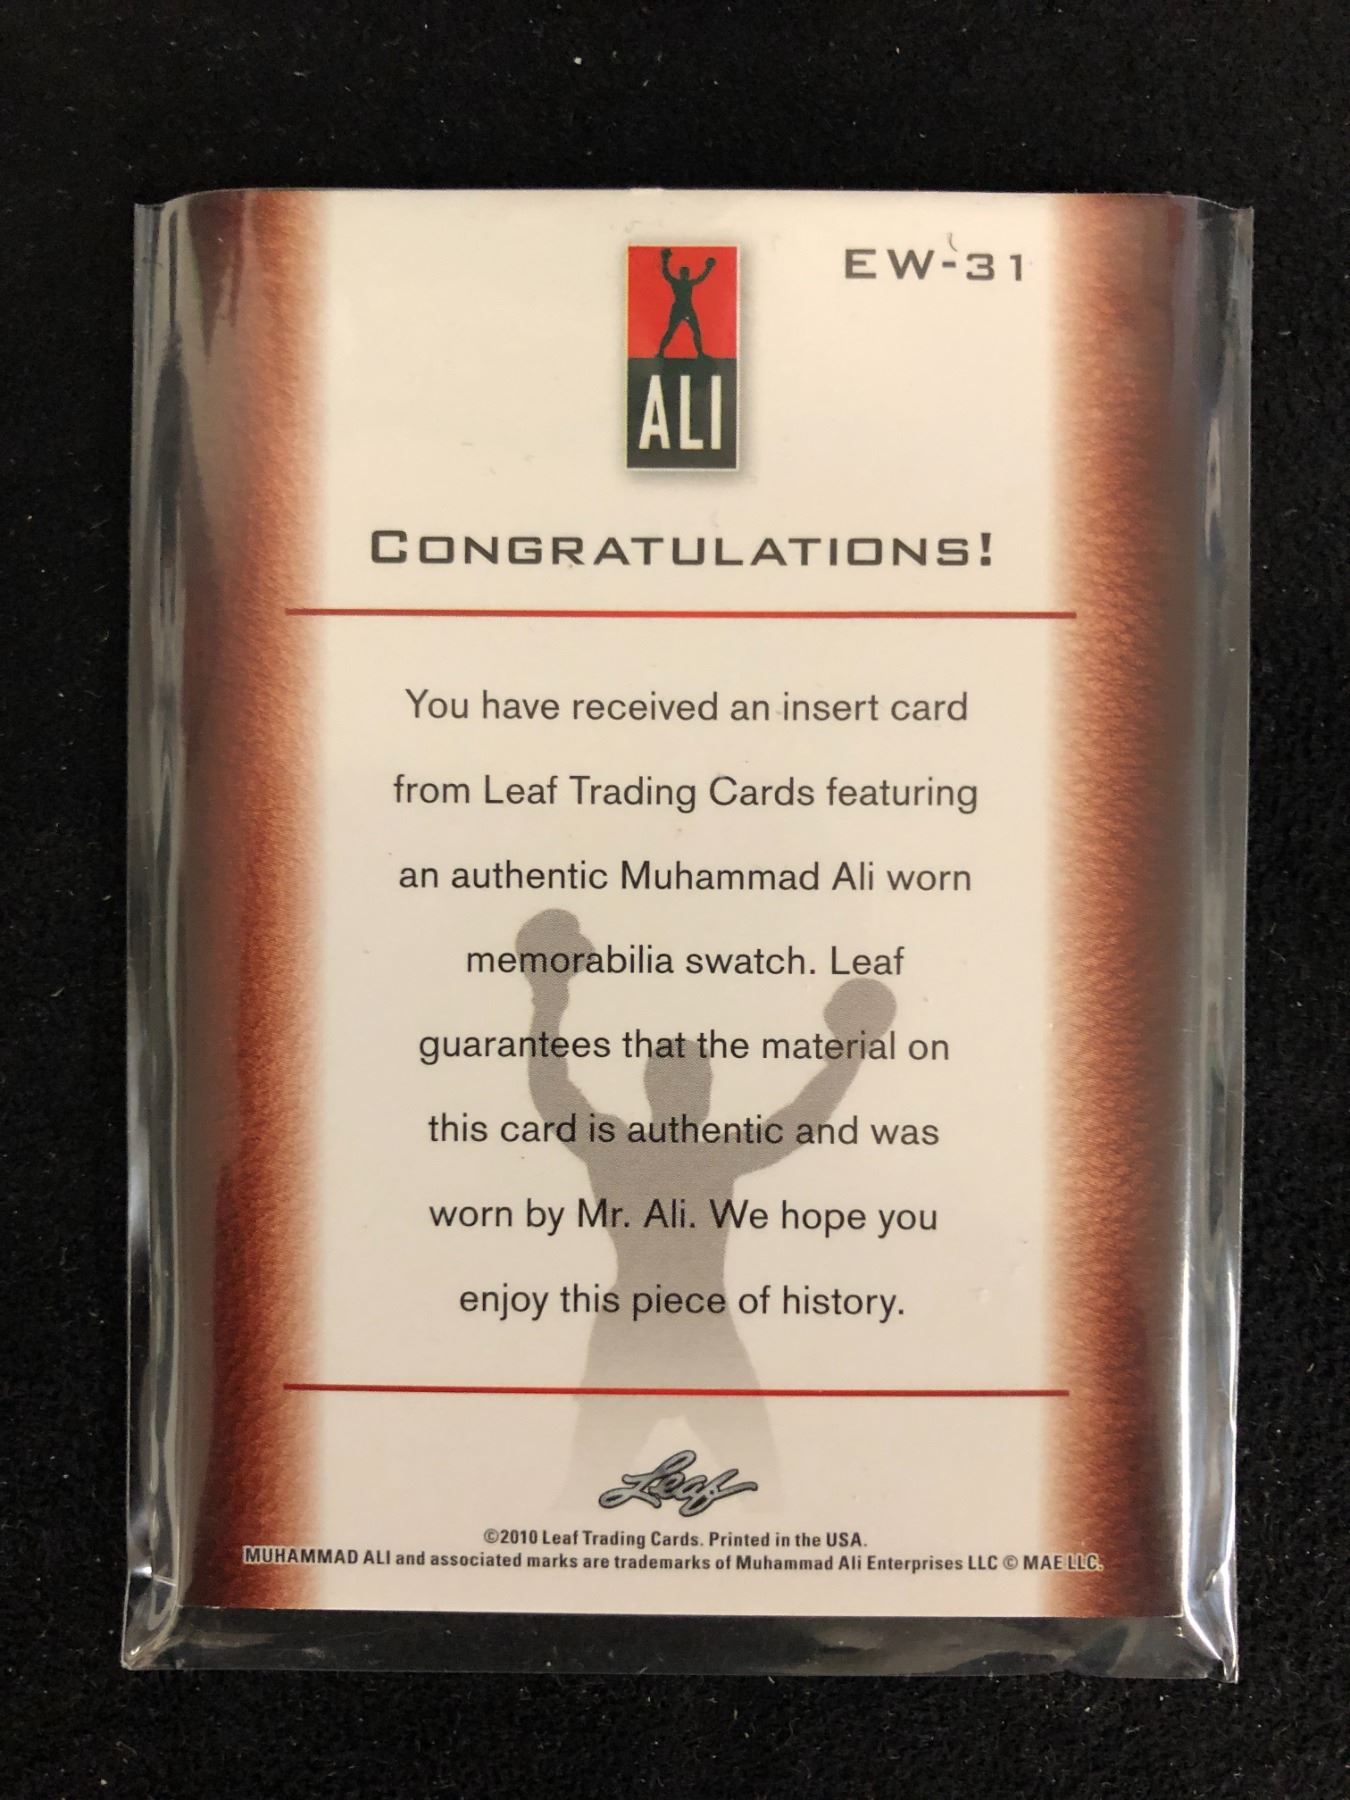 EW-31
ALI
CONGRATULATIONS!
You have received an insert card
from Leaf Trading Cards featuring
an authentic Muhammad Ali worn
memorabilia swatch. Leaf
guarantees that the material on
this card is authentic and was
worn by Mr. Ali. We hope you
enjoy this piece of history.
Leaf
©2010 Leaf Trading Cards. Printed in the USA.
MUHAMMAD ALI and associated marks are trademarks of Muhammad Ali Enterprises LLC © MAE LLC.